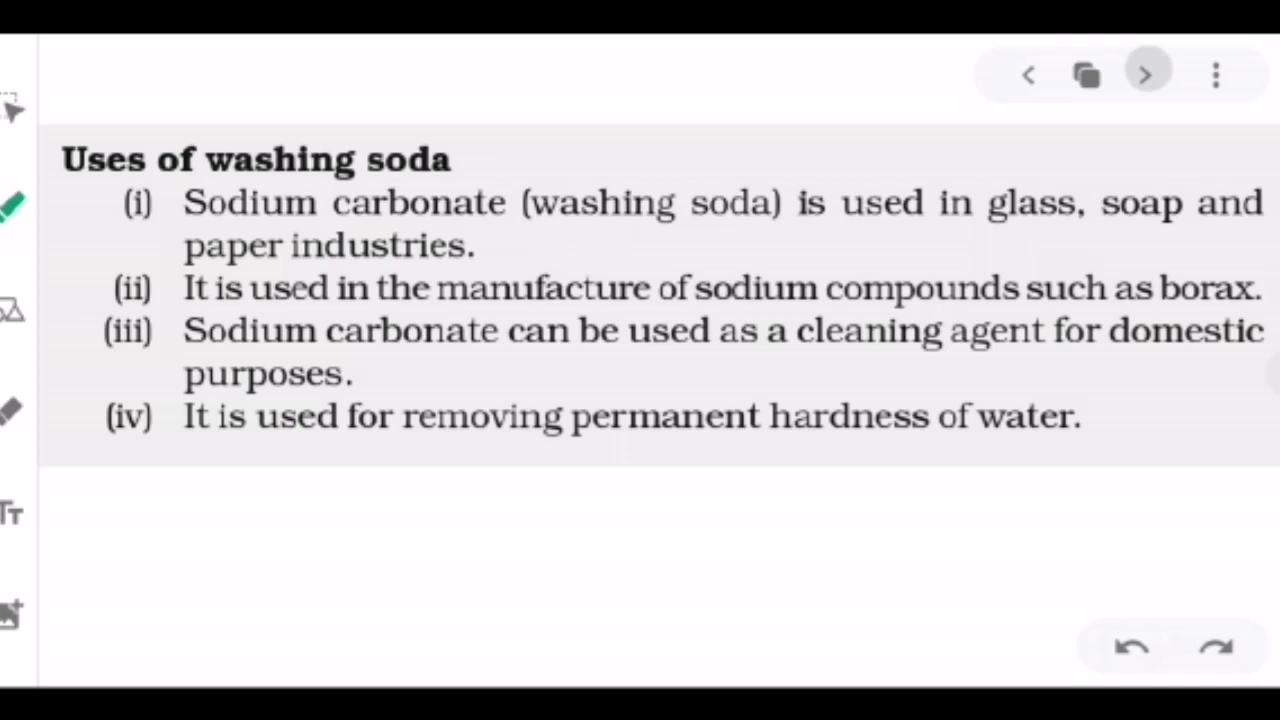 Uses of washing soda
(i) Sodium carbonate (washing soda) is used in glass, soap and
paper industries.
(ii) It is used in the manufacture of sodium compounds such as borax.
(iii) Sodium carbonate can be used as a cleaning agent for domestic
purposes.
(iv) It is used for removing permanent hardness of water.
Tт